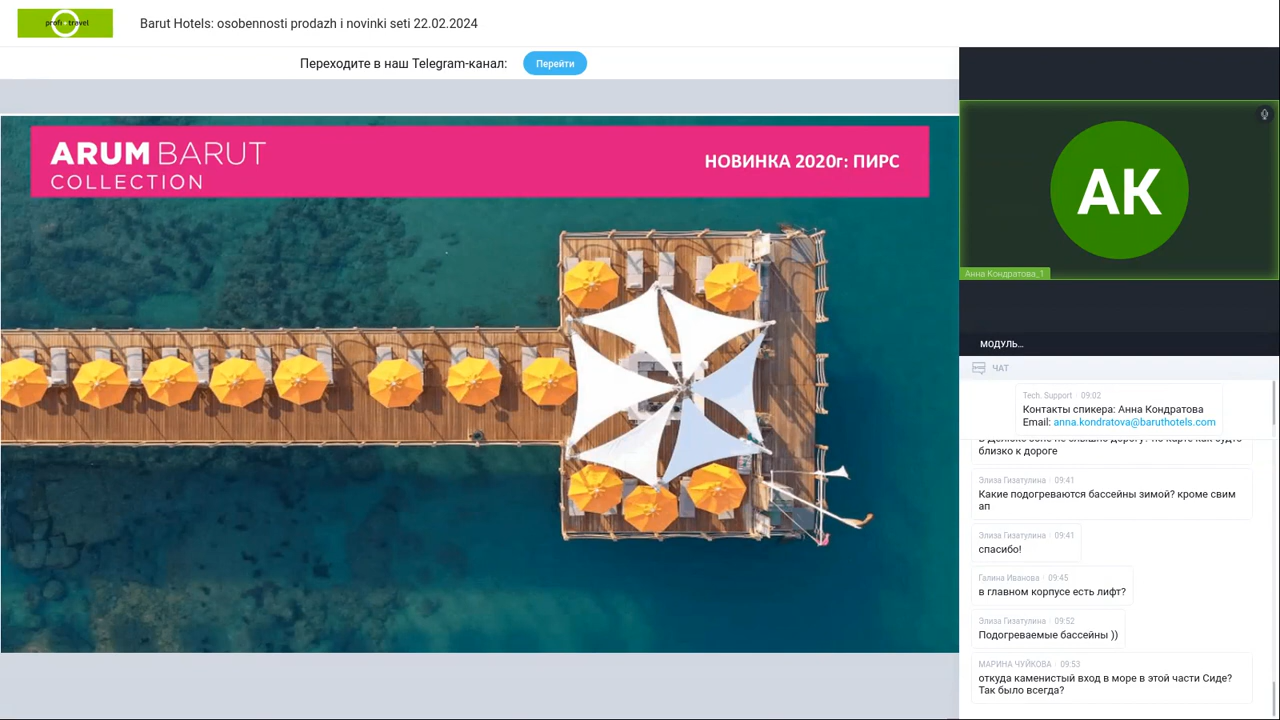 profi travel
Barut Hotels: osobennosti prodazh i novinki seti 22.02.2024
Переходите в наш Telegram-канал:
Перейти
ARUM BARUT
COLLECTION
НОВИНКА 2020г: ПИРС
АК
Анна Кондратова_1
МОДУЛЬ…
ЧАТ
Tech. Support 09:02
Контакты спикера: Анна Кондратова
Email: anna.kondratova@baruthotels.com
близко к дороге
Элиза Гизатулина 09:41
Какие подогреваются бассейны зимой? кроме свим
ап
Элиза Гизатулина 09:41
спасибо!
Галина Иванова 09:45
в главном корпусе есть лифт?
Элиза Гизатулина 09:52
Подогреваемые бассейны ))
МАРИНА ЧУЙКОВА 09:53
откуда каменистый вход в море в этой части Сиде?
Так было всегда?